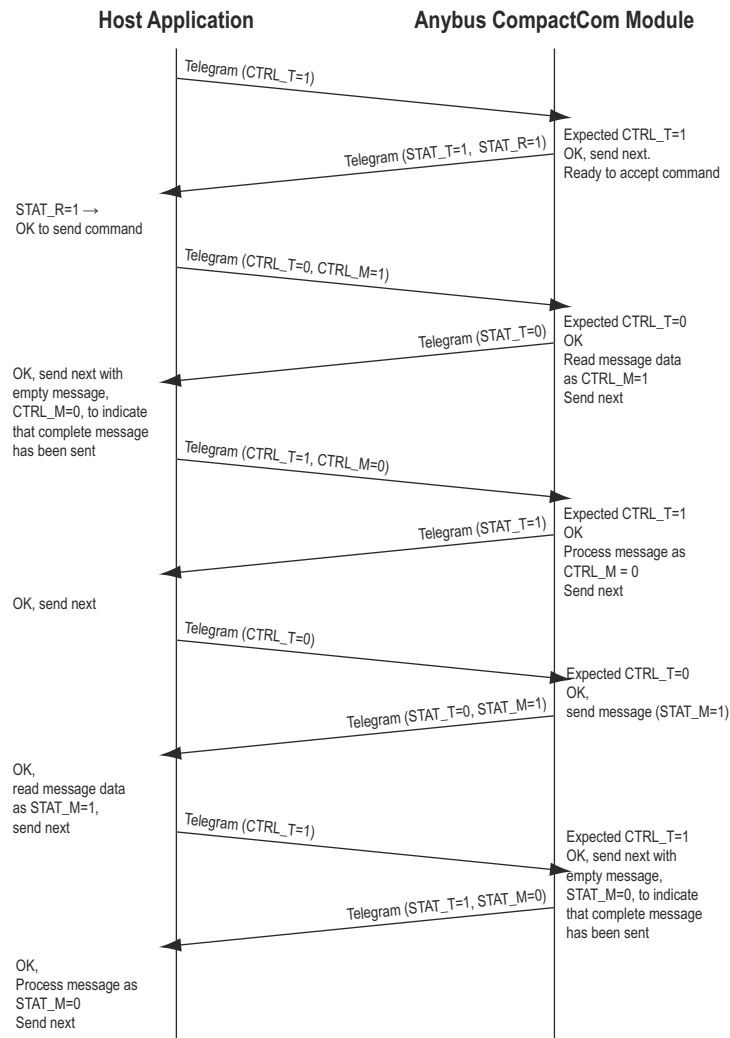 Host Application
Anybus CompactCom Module
Telegram (CTRL_T=1)
Expected CTRL_T=1
OK, send next.
Ready to accept command
Telegram (STAT_T=1, STAT_R=1)
STAT_R=1 →
OK to send command
Telegram (CTRL_T=0, CTRL_M=1)
Expected CTRL_T=0
OK
Read message data
as CTRL_M=1
Send next
Telegram (STAT_T=0)
OK, send next with
empty message,
CTRL_M=0, to indicate
that complete message
has been sent
Telegram (CTRL_T=1, CTRL_M=0)
Expected CTRL_T=1
OK
Process message as
CTRL_M = 0
Send next
Telegram (STAT_T=1)
OK, send next
Telegram (CTRL_T=0)
Expected CTRL_T=0
OK,
send message (STAT_M=1)
Telegram (STAT_T=0, STAT_M=1)
OK,
read message data
as STAT_M=1,
send next
Telegram (CTRL_T=1)
Expected CTRL_T=1
OK, send next with
empty message,
STAT_M=0, to indicate
that complete message
has been sent
Telegram (STAT_T=1, STAT_M=0)
OK,
Process message as
STAT_M=0
Send next